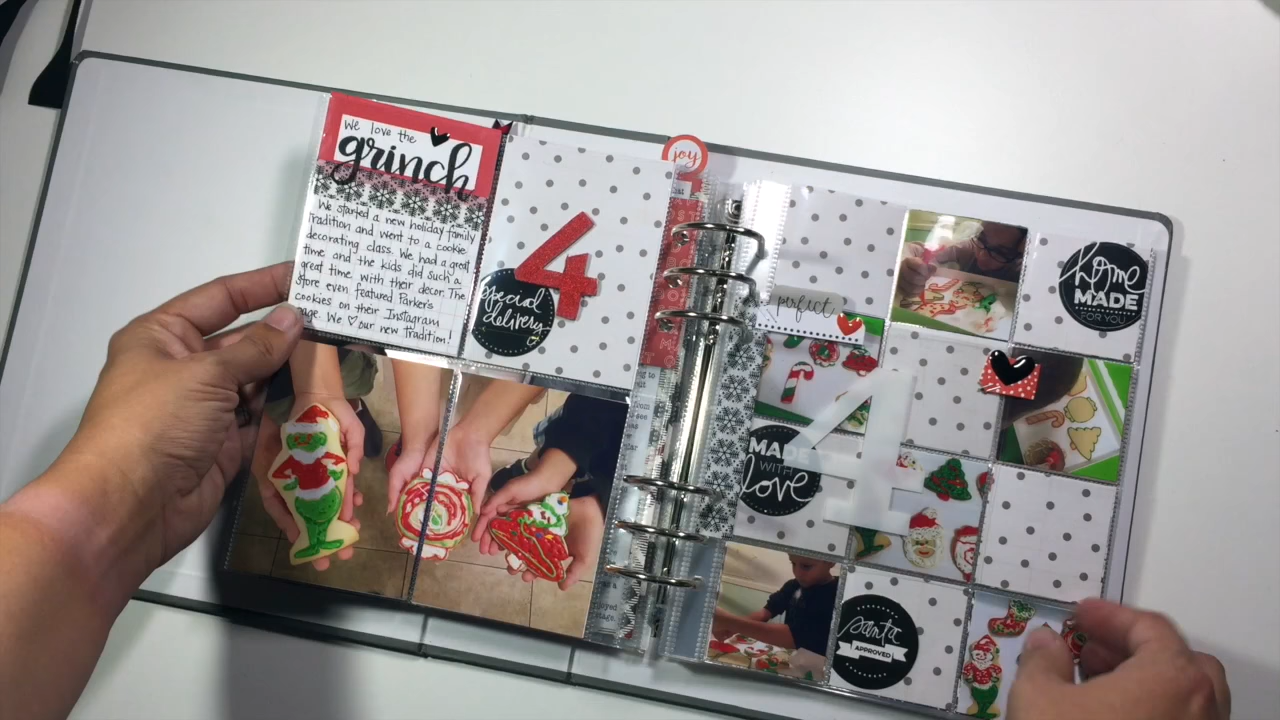 We love the
grinch
We started a new holiday family
tradition and went to a cookie
decorating class. We had a great
time and the kids did such a
great time with their decor. The
store even featured Parker's
cookies on their Instagram
page. We ♡ our new tradition!
4
special
delivery
joy
perfect
home
MADE
FOR YOU
MADE
WITH
love
4
santa
APPROVED